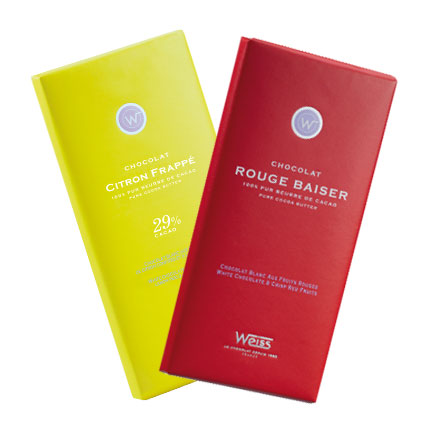 W
CHOCOLAT
CITRON FRAPPÉ
100% PUR BEURRE DE CACAO
PURE COCOA BUTTER
29%
CACAO
W
CHOCOLAT
ROUGE BAISER
100% PUR BEURRE DE CACAO
PURE COCOA BUTTER
CHOCOLAT BLANC AUX FRUITS ROUGES
WHITE CHOCOLATE & CRISP RED FRUITS
WEISS